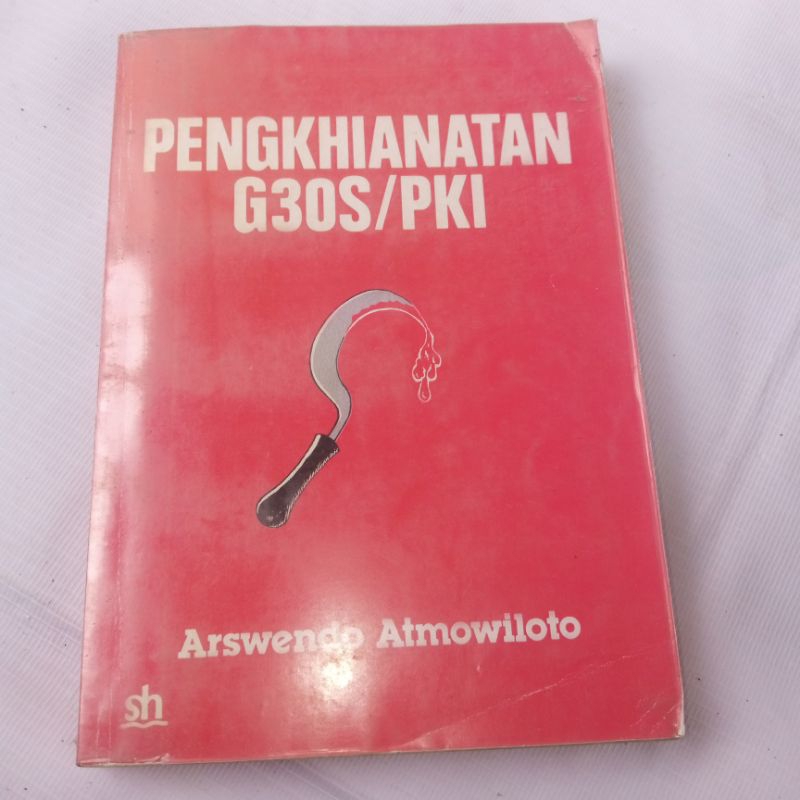 PENGKHIANATAN
G30S/PKI
Arswendo Atmowiloto
sh